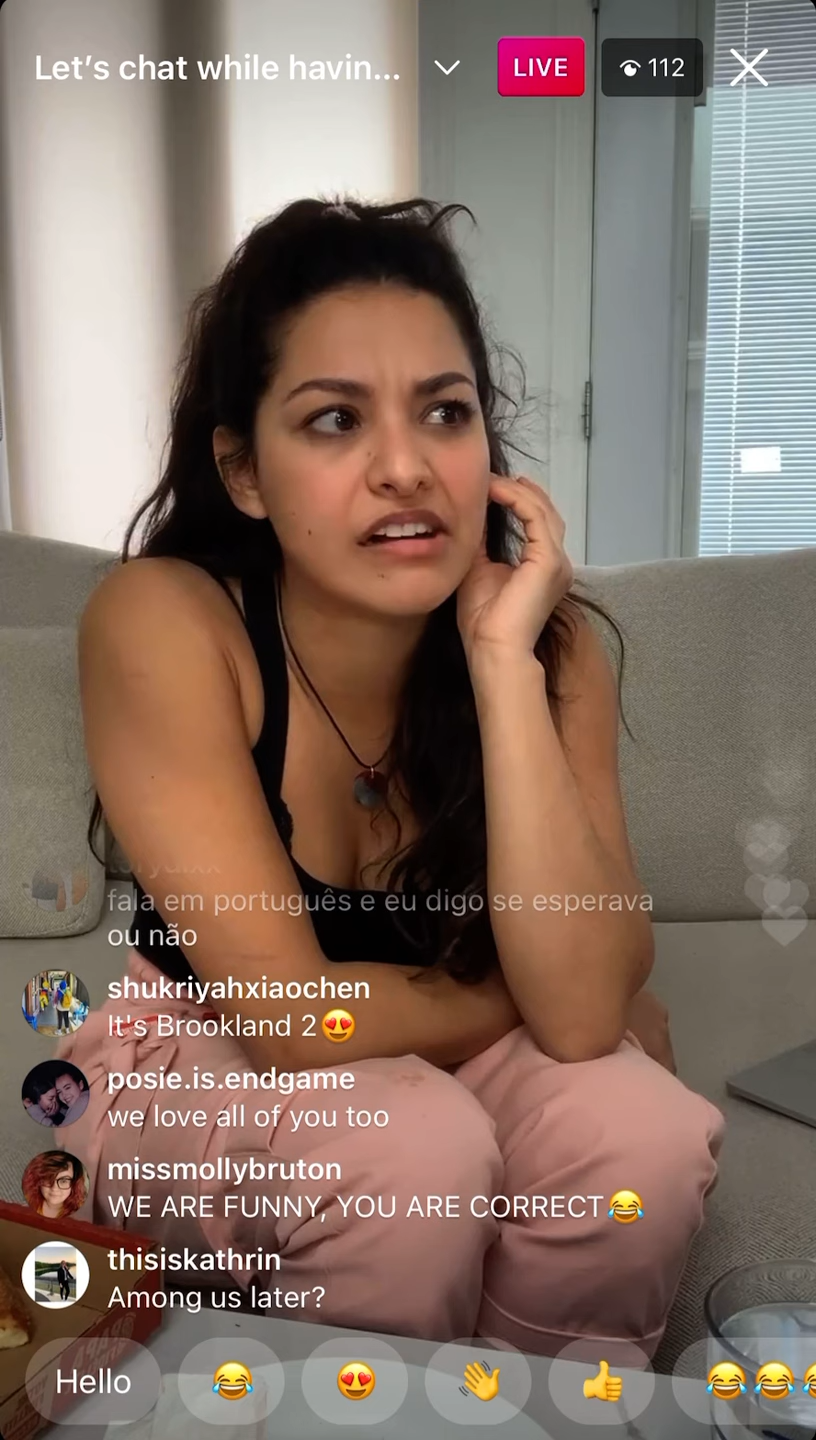 Let’s chat while havin...
LIVE
112
fala em português e eu digo se esperava
ou não
shukriyahxiaochen
It's Brookland 2😍
posie.is.endgame
we love all of you too
missmollybruton
WE ARE FUNNY, YOU ARE CORRECT😂
thisiskathrin
Among us later?
Hello 😂 😍 👋 👍 😂😂